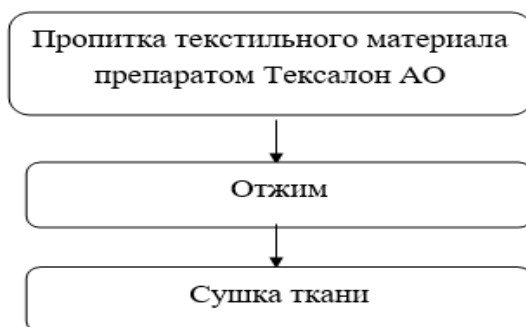 Пропитка текстильного материала
препаратом Тексалон АО
Отжим
Сушка ткани